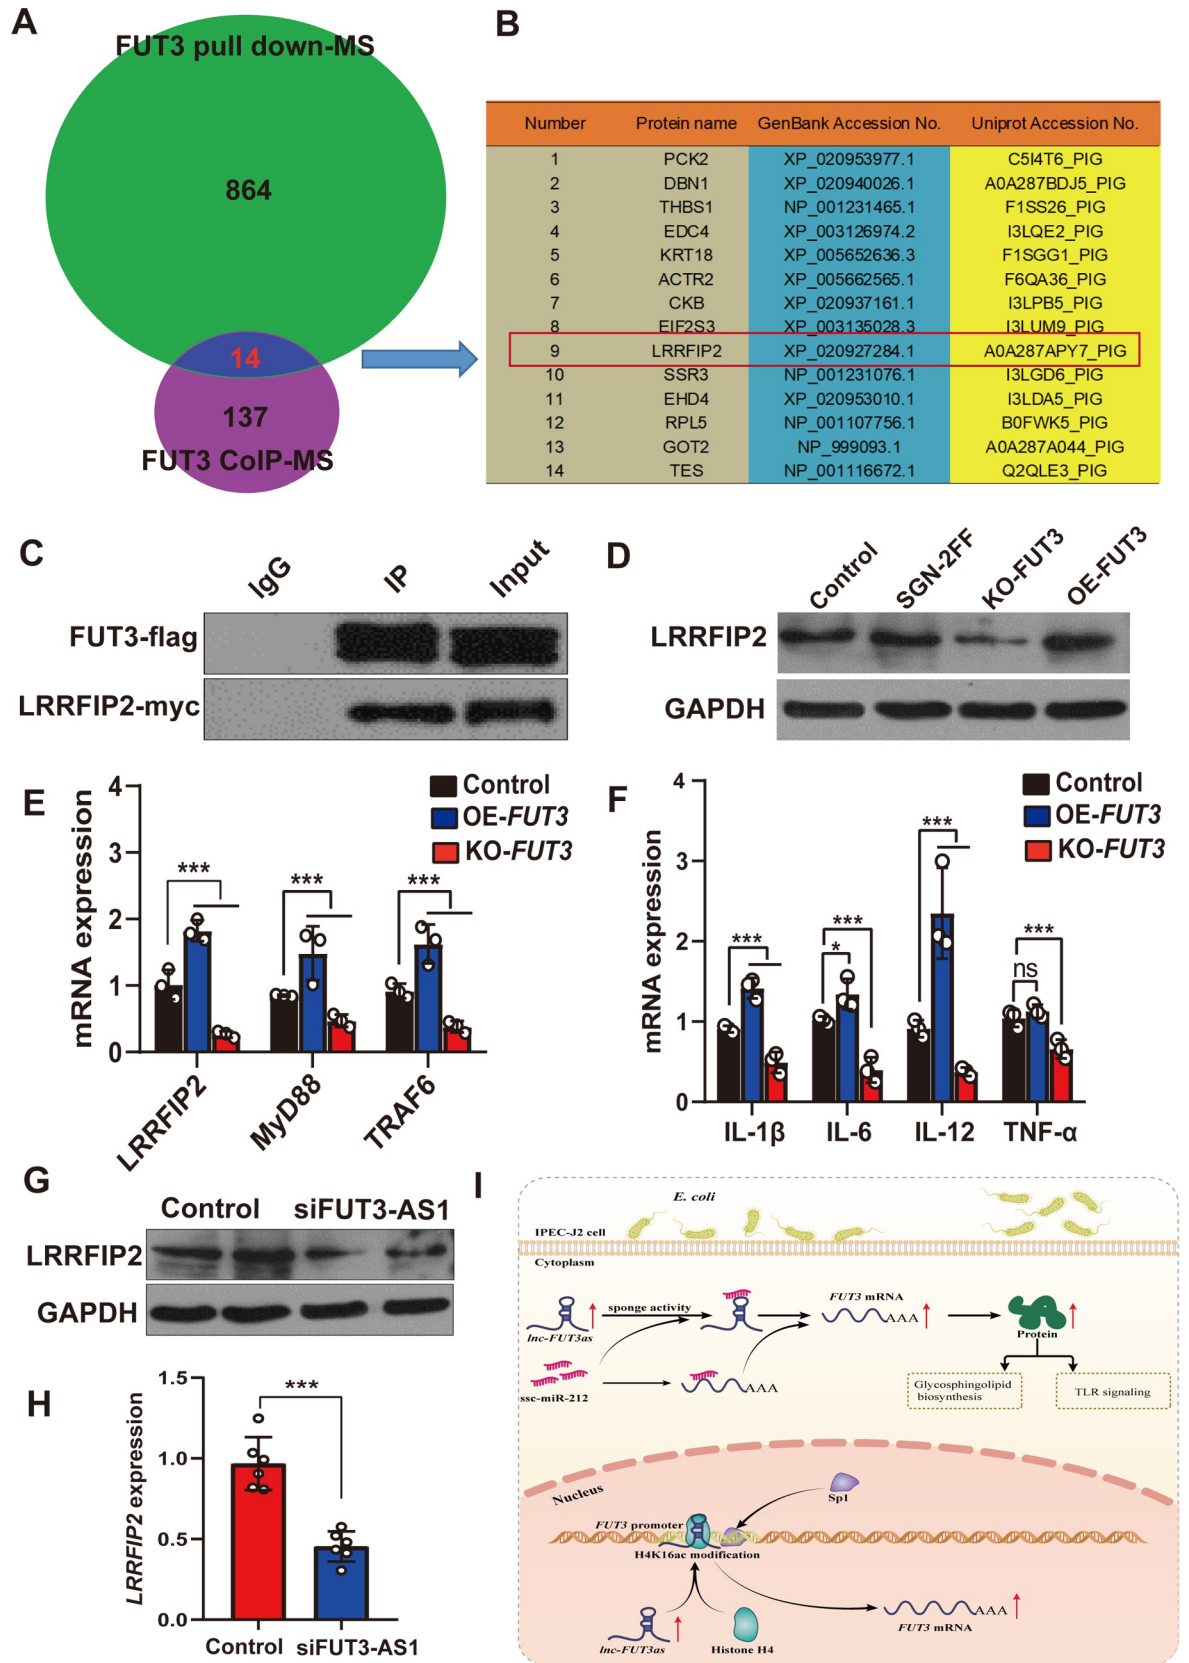 A
FUT3 pull down-MS
864
14
137
FUT3 CoIP-MS
B
Number Protein name GenBank Accession No. Uniprot Accession No.
1 PCK2 XP_020953977.1 C5I4T6_PIG
2 DBN1 XP_020940026.1 A0A287BDJ5_PIG
3 THBS1 NP_001231465.1 F1SS26_PIG
4 EDC4 XP_003126974.2 I3LQE2_PIG
5 KRT18 XP_005652636.3 F1SGG1_PIG
6 ACTR2 XP_005662565.1 F6QA36_PIG
7 CKB XP_020937161.1 I3LPB5_PIG
8 EIF2S3 XP_003135028.3 I3LUM9_PIG
9 LRRFIP2 XP_020927284.1 A0A287APY7_PIG
10 SSR3 NP_001231076.1 I3LGD6_PIG
11 EHD4 XP_020953010.1 I3LDA5_PIG
12 RPL5 NP_001107756.1 B0FWK5_PIG
13 GOT2 NP_999093.1 A0A287A044_PIG
14 TES NP_001116672.1 Q2QLE3_PIG
C
IgG IP Input
FUT3-flag
LRRFIP2-myc
D
Control SGN-2FF KO-FUT3 OE-FUT3
LRRFIP2
GAPDH
E
mRNA expression
4
3
2
1
0
Control
OE-FUT3
KO-FUT3
*** *** ***
LRRFIP2 MyD88 TRAF6
F
mRNA expression
4
3
2
1
0
Control
OE-FUT3
KO-FUT3
***
***
*
***
***
ns
IL-1β IL-6 IL-12 TNF-α
G
Control siFUT3-AS1
LRRFIP2
GAPDH
H
LRRFIP2 expression
1.5
1.0
0.5
0.0
***
Control siFUT3-AS1
I
E. coli
IPEC-J2 cell
Cytoplasm
lnc-FUT3as
sponge activity
FUT3 mRNA
AAA
Protein
ssc-miR-212
AAA
Glycosphingolipid
biosynthesis
TLR signaling
Nucleus
Sp1
FUT3 promoter
H4K16ac modification
lnc-FUT3as
Histone H4
AAA
FUT3 mRNA